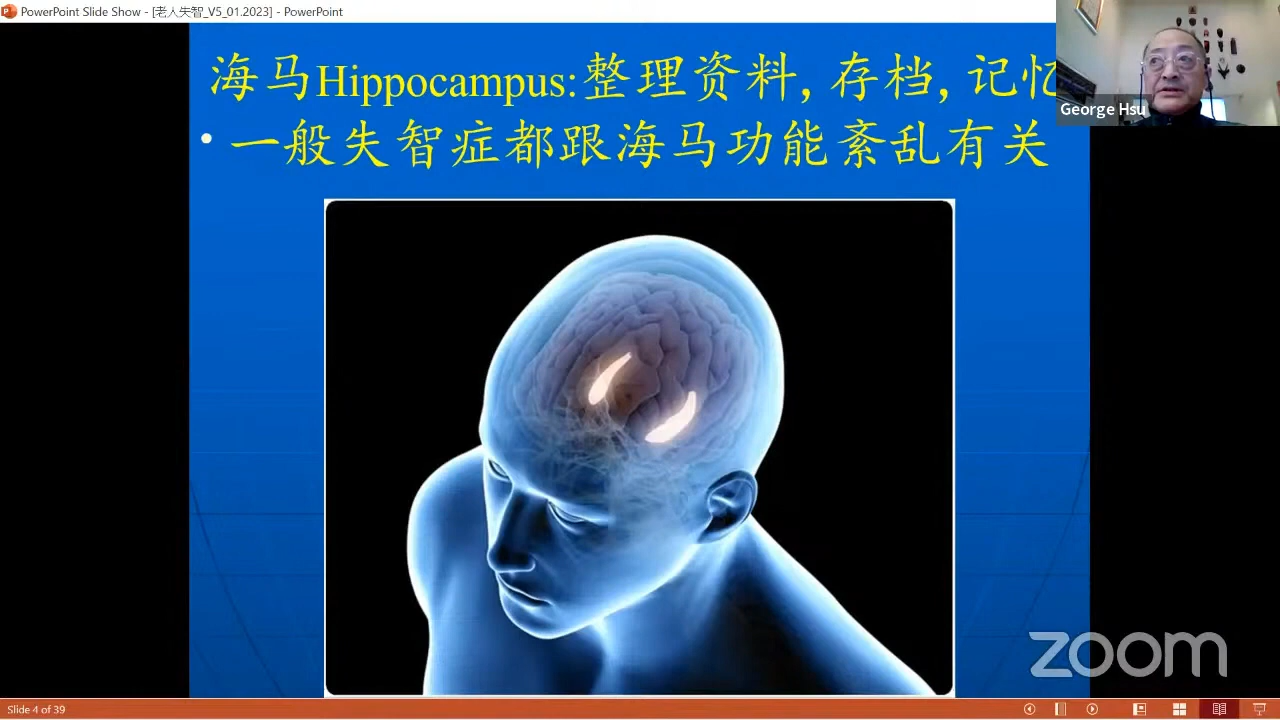 PowerPoint Slide Show - [老人失智_V5_01.2023] - PowerPoint
海马Hippocampus:整理资料, 存档, 记忆
• 一般失智症都跟海马功能紊乱有关
George Hsu
zoom
Slide 4 of 39